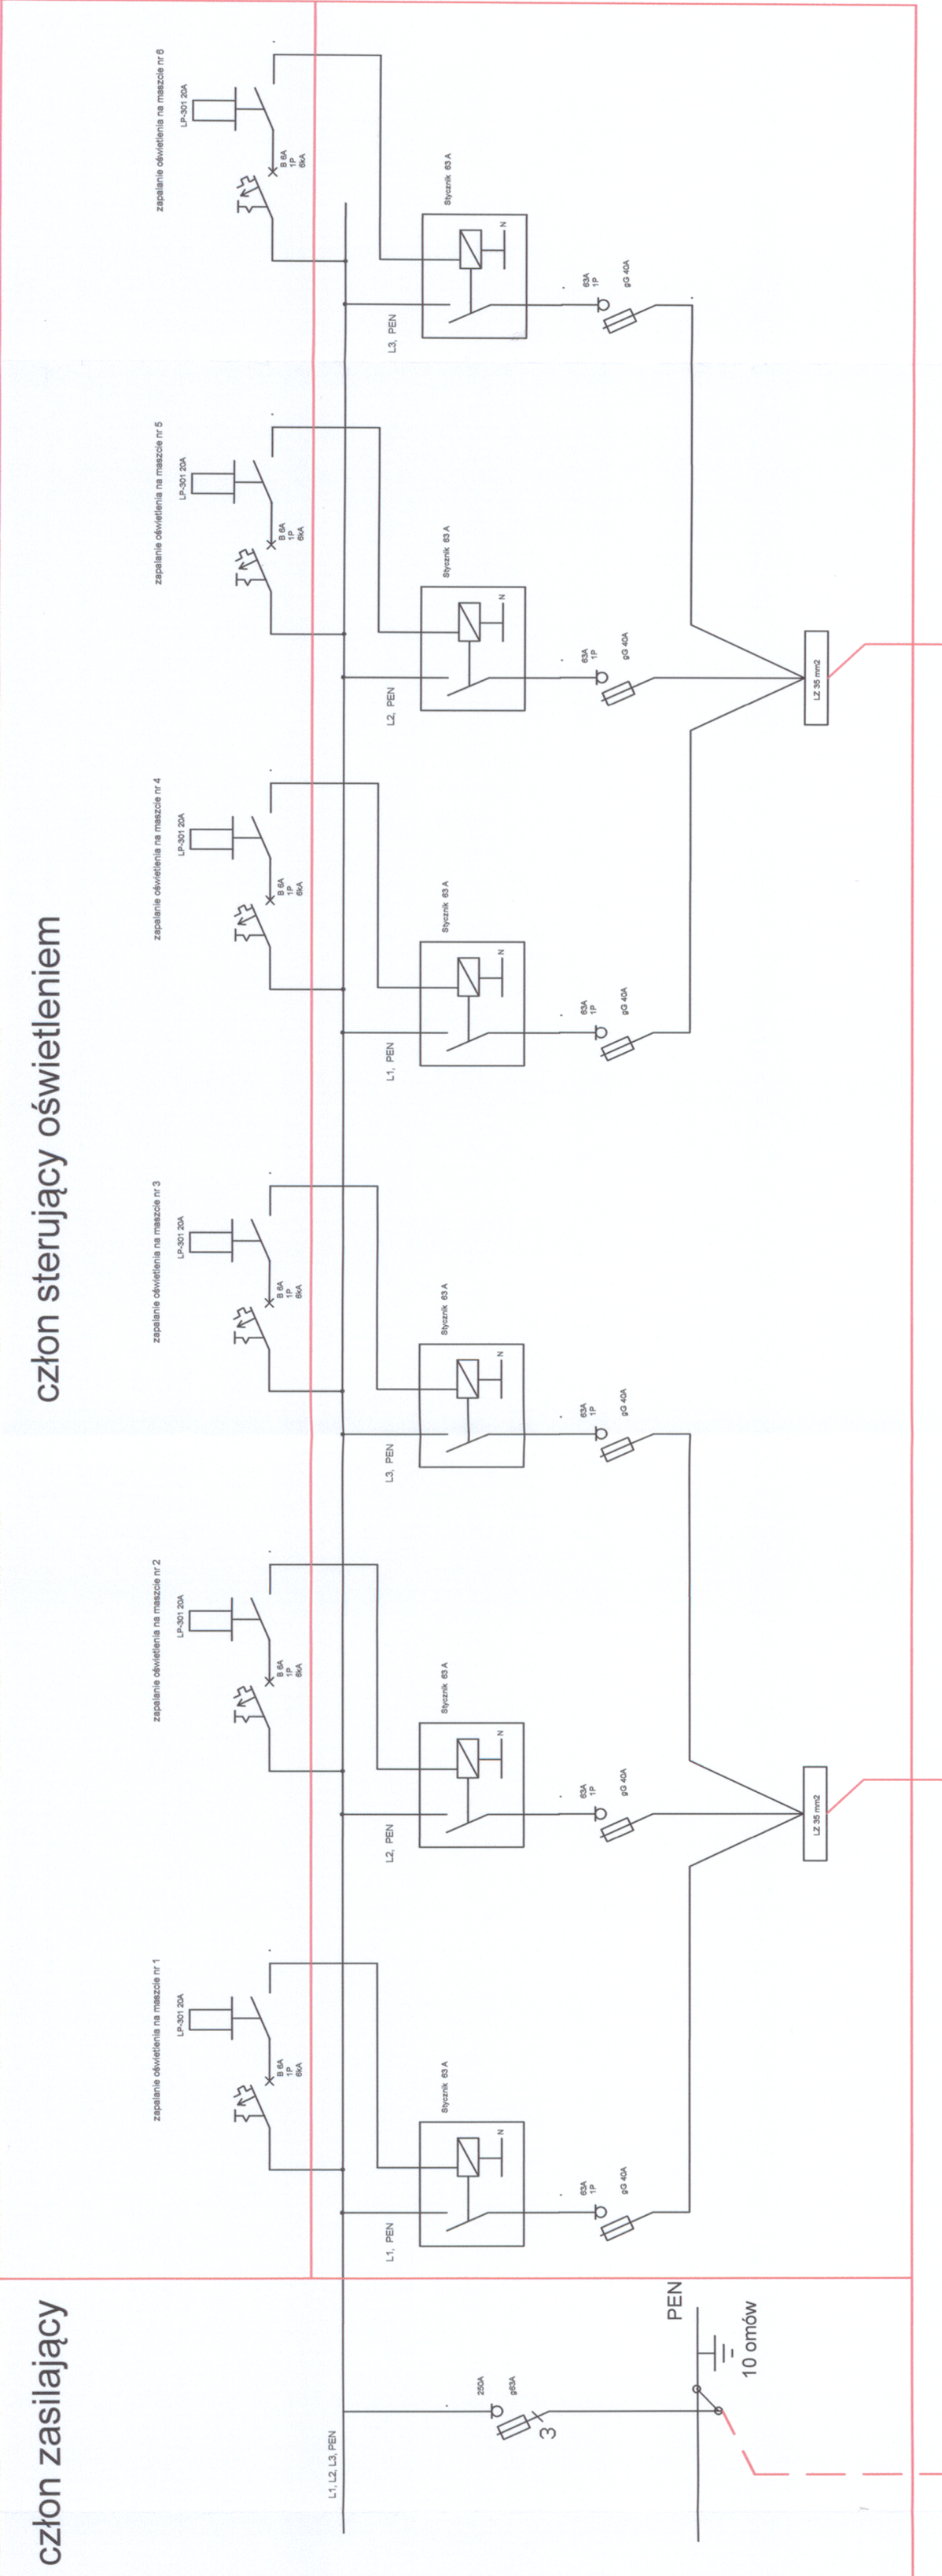 człon zasilający
L1, L2, L3, PEN
250A
g63A
3
PEN
10 omów
człon sterujący oświetleniem
zapalanie oświetlenia na maszcie nr 1
LP-301 20A
B 6A
1P
6kA
L1, PEN
Stycznik 63 A
N
63A
1P
gG 40A
zapalanie oświetlenia na maszcie nr 2
LP-301 20A
B 6A
1P
6kA
L2, PEN
Stycznik 63 A
N
63A
1P
gG 40A
LZ 35 mm2
zapalanie oświetlenia na maszcie nr 3
LP-301 20A
B 6A
1P
6kA
L3, PEN
Stycznik 63 A
N
63A
1P
gG 40A
zapalanie oświetlenia na maszcie nr 4
LP-301 20A
B 6A
1P
6kA
L1, PEN
Stycznik 63 A
N
63A
1P
gG 40A
zapalanie oświetlenia na maszcie nr 5
LP-301 20A
B 6A
1P
6kA
L2, PEN
Stycznik 63 A
N
63A
1P
gG 40A
LZ 35 mm2
zapalanie oświetlenia na maszcie nr 6
LP-301 20A
B 6A
1P
6kA
L3, PEN
Stycznik 63 A
N
63A
1P
gG 40A